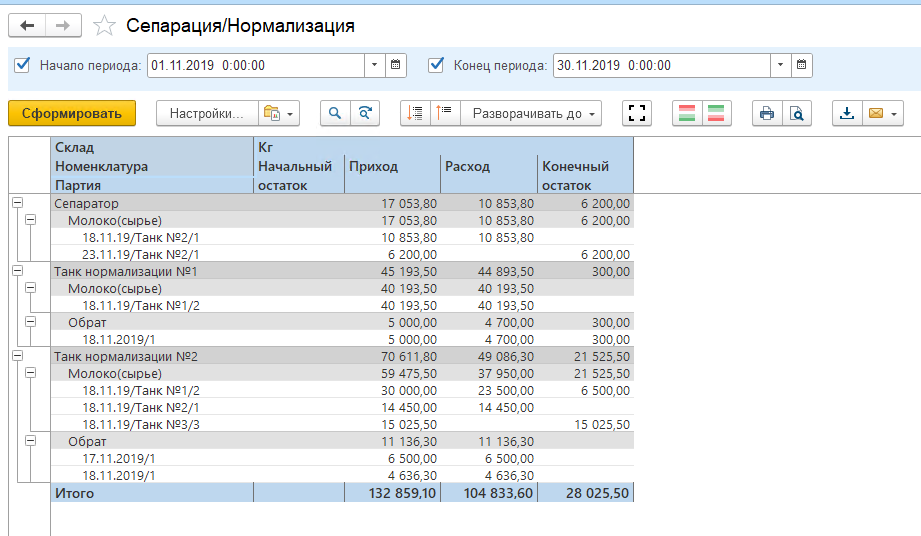 Сепарация/Нормализация
Начало периода: 01.11.2019 0:00:00 Конец периода: 30.11.2019 0:00:00
Сформировать Настройки... Разворачивать до
Склад Кг
Номенклатура Начальный Приход Расход Конечный
Партия остаток остаток
Сепаратор 17 053,80 10 853,80 6 200,00
Молоко(сырье) 17 053,80 10 853,80 6 200,00
18.11.19/Танк №2/1 10 853,80 10 853,80
23.11.19/Танк №2/1 6 200,00 6 200,00
Танк нормализации №1 45 193,50 44 893,50 300,00
Молоко(сырье) 40 193,50 40 193,50
18.11.19/Танк №1/2 40 193,50 40 193,50
Обрат 5 000,00 4 700,00 300,00
18.11.2019/1 5 000,00 4 700,00 300,00
Танк нормализации №2 70 611,80 49 086,30 21 525,50
Молоко(сырье) 59 475,50 37 950,00 21 525,50
18.11.19/Танк №1/2 30 000,00 23 500,00 6 500,00
18.11.19/Танк №2/1 14 450,00 14 450,00
18.11.19/Танк №3/3 15 025,50 15 025,50
Обрат 11 136,30 11 136,30
17.11.2019/1 6 500,00 6 500,00
18.11.2019/1 4 636,30 4 636,30
Итого 132 859,10 104 833,60 28 025,50